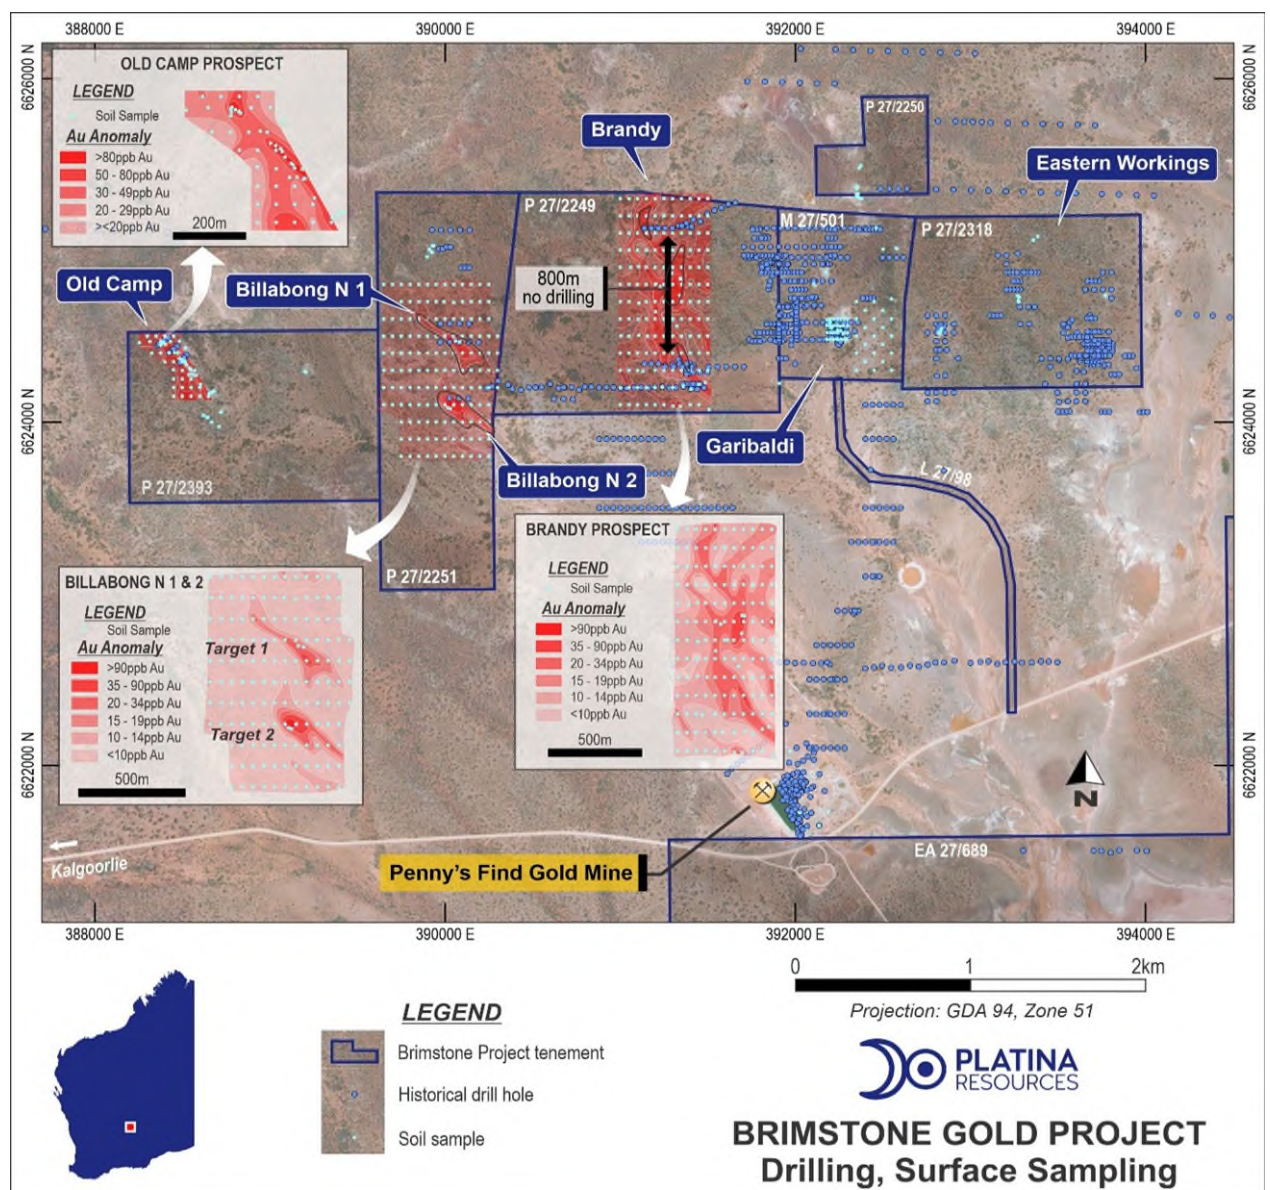 388000 E
390000 E
392000 E
394000 E
6626000 N
6626000 N
OLD CAMP PROSPECT
LEGEND
Soil Sample
Au Anomaly
>80ppb Au
50 - 80ppb Au
30 - 49ppb Au
20 - 29ppb Au
><20ppb Au
200m
Brandy
P 27/2250
Eastern Workings
P 27/2249
M 27/501
P 27/2318
Old Camp
Billabong N 1
800m
no drilling
6624000 N
6624000 N
Garibaldi
Billabong N 2
L 27/98
P 27/2393
P 27/2251
BILLABONG N 1 & 2
LEGEND
Soil Sample
Au Anomaly
>90ppb Au
35 - 90ppb Au
20 - 34ppb Au
15 - 19ppb Au
10 - 14ppb Au
<10ppb Au
500m
Target 1
Target 2
BRANDY PROSPECT
LEGEND
Soil Sample
Au Anomaly
>90ppb Au
35 - 90ppb Au
20 - 34ppb Au
15 - 19ppb Au
10 - 14ppb Au
<10ppb Au
500m
6622000 N
6622000 N
N
Kalgoorlie
Penny's Find Gold Mine
EA 27/689
388000 E
390000 E
392000 E
394000 E
0 1 2km
Projection: GDA 94, Zone 51
LEGEND
Brimstone Project tenement
Historical drill hole
Soil sample
PLATINA
RESOURCES
BRIMSTONE GOLD PROJECT
Drilling, Surface Sampling